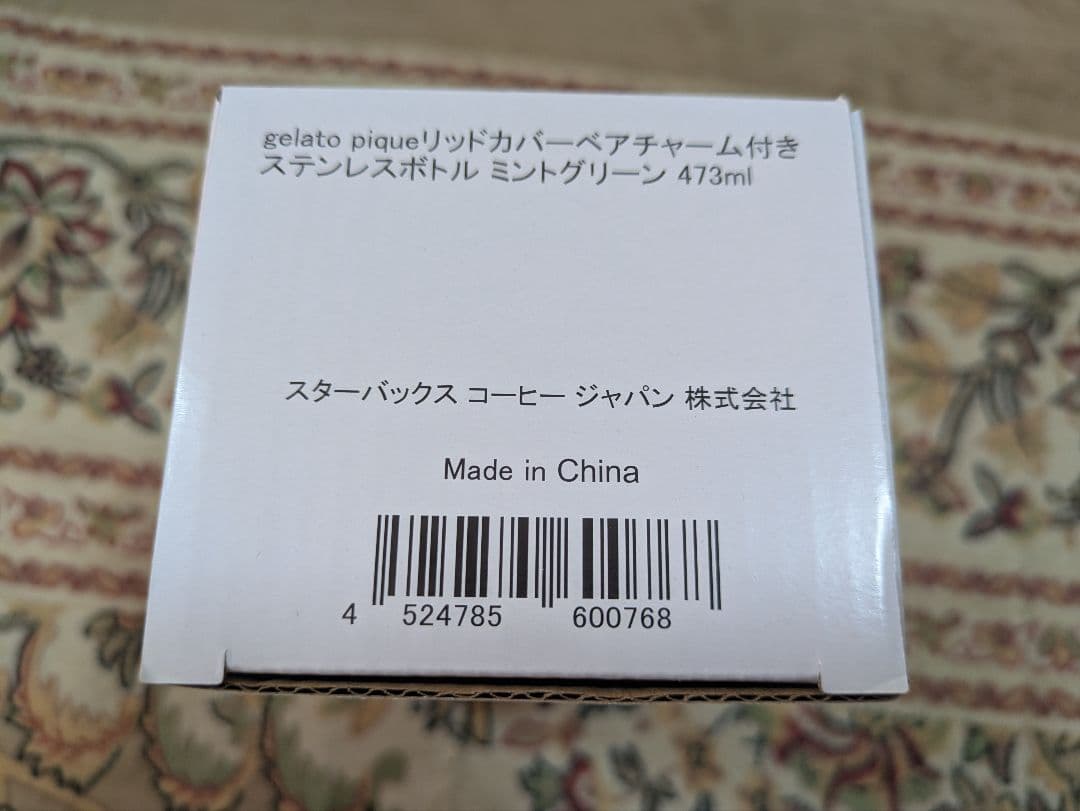 gelato piqueリッドカバーベアチャーム付き
ステンレスボトル ミントグリーン 473ml
スターバックス コーヒー ジャパン 株式会社
Made in China
4 524785 600768